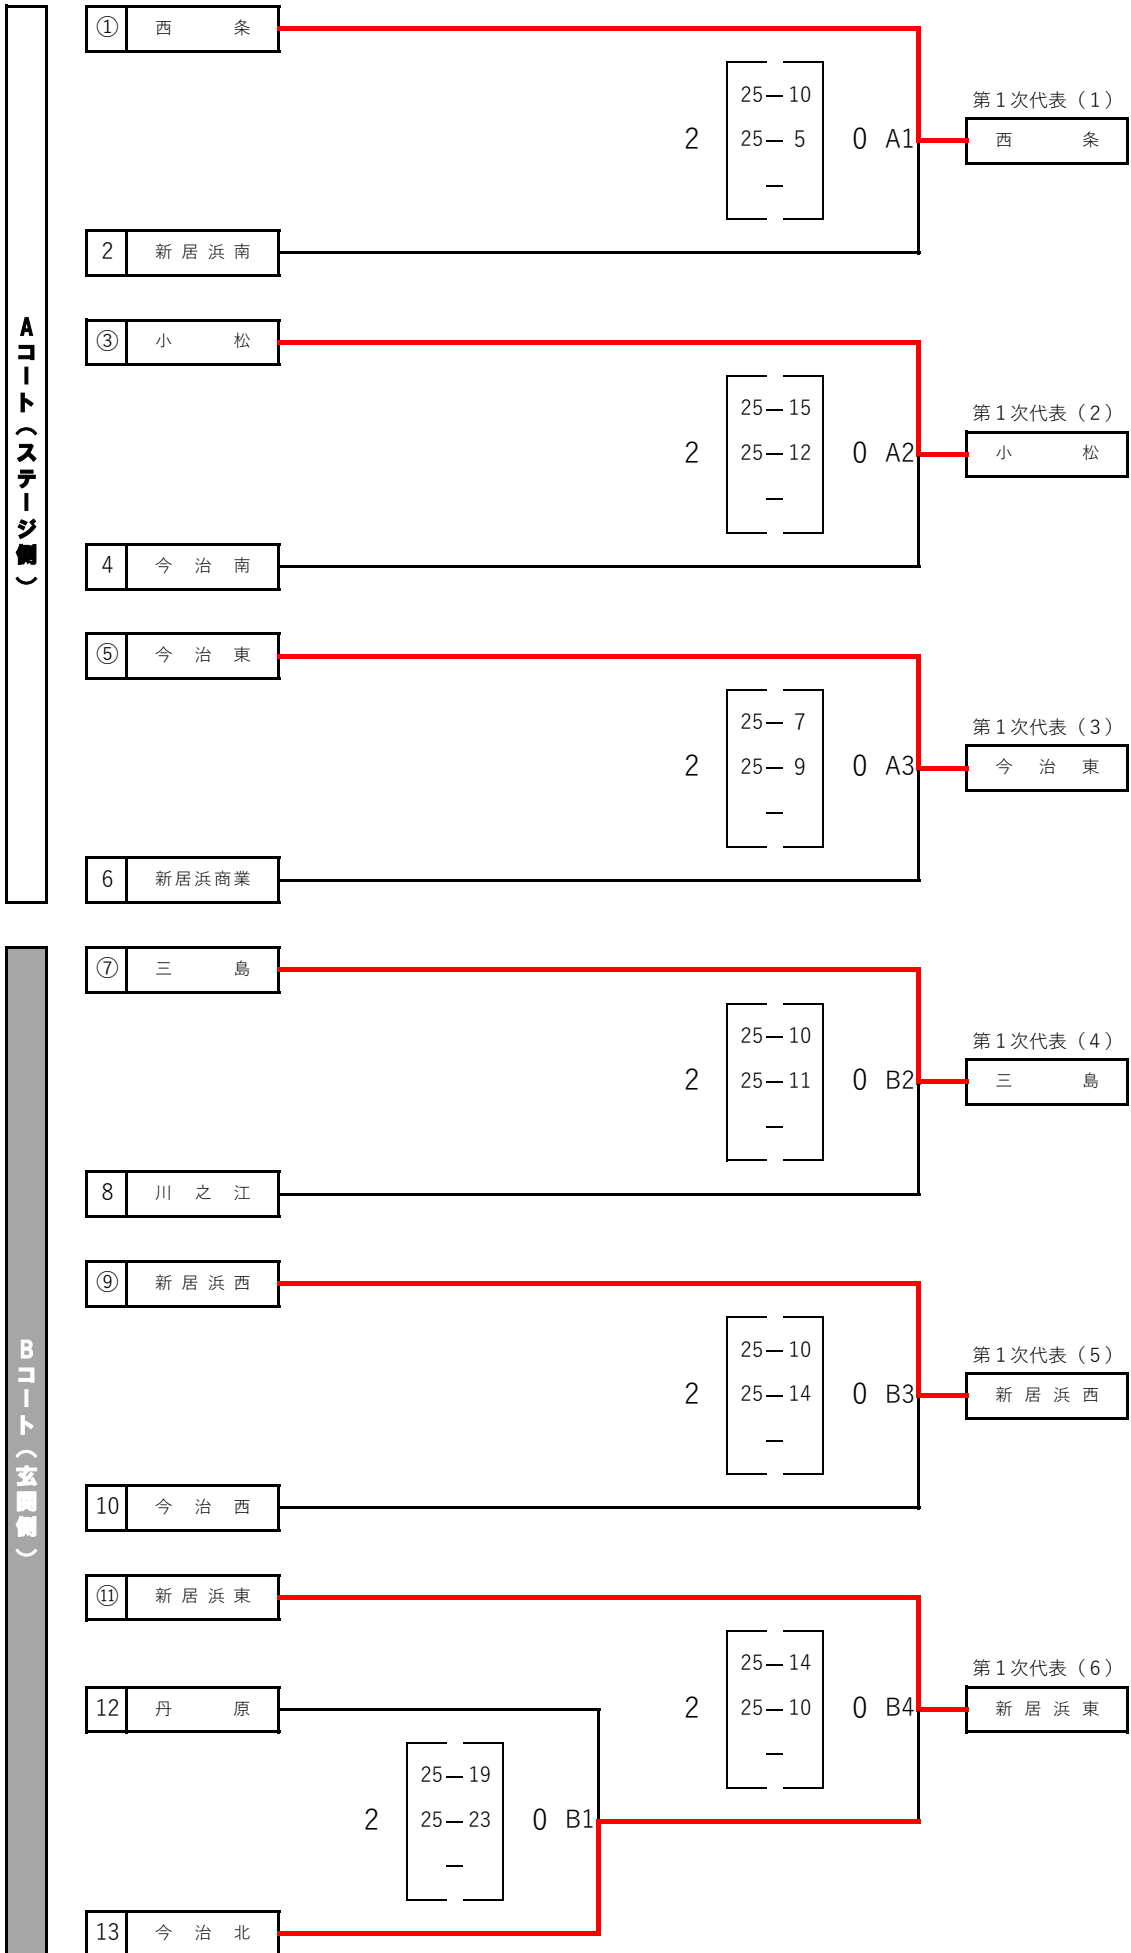 Aコート（ステージ側）
① 西条
25―10
第１次代表（1）
2 25― 5 0 A1 西条
―
2 新居浜南
③ 小松
25―15
第１次代表（2）
2 25―12 0 A2 小松
―
4 今治南
⑤ 今治東
25― 7
第１次代表（3）
2 25― 9 0 A3 今治東
―
6 新居浜商業
Bコート（玄関側）
⑦ 三島
25―10
第１次代表（4）
2 25―11 0 B2 三島
―
8 川之江
⑨ 新居浜西
25―10
第１次代表（5）
2 25―14 0 B3 新居浜西
―
10 今治西
⑪ 新居浜東
25―14
第１次代表（6）
12 丹原
2 25―10 0 B4 新居浜東
―
25―19
2 25―23 0 B1
―
13 今治北